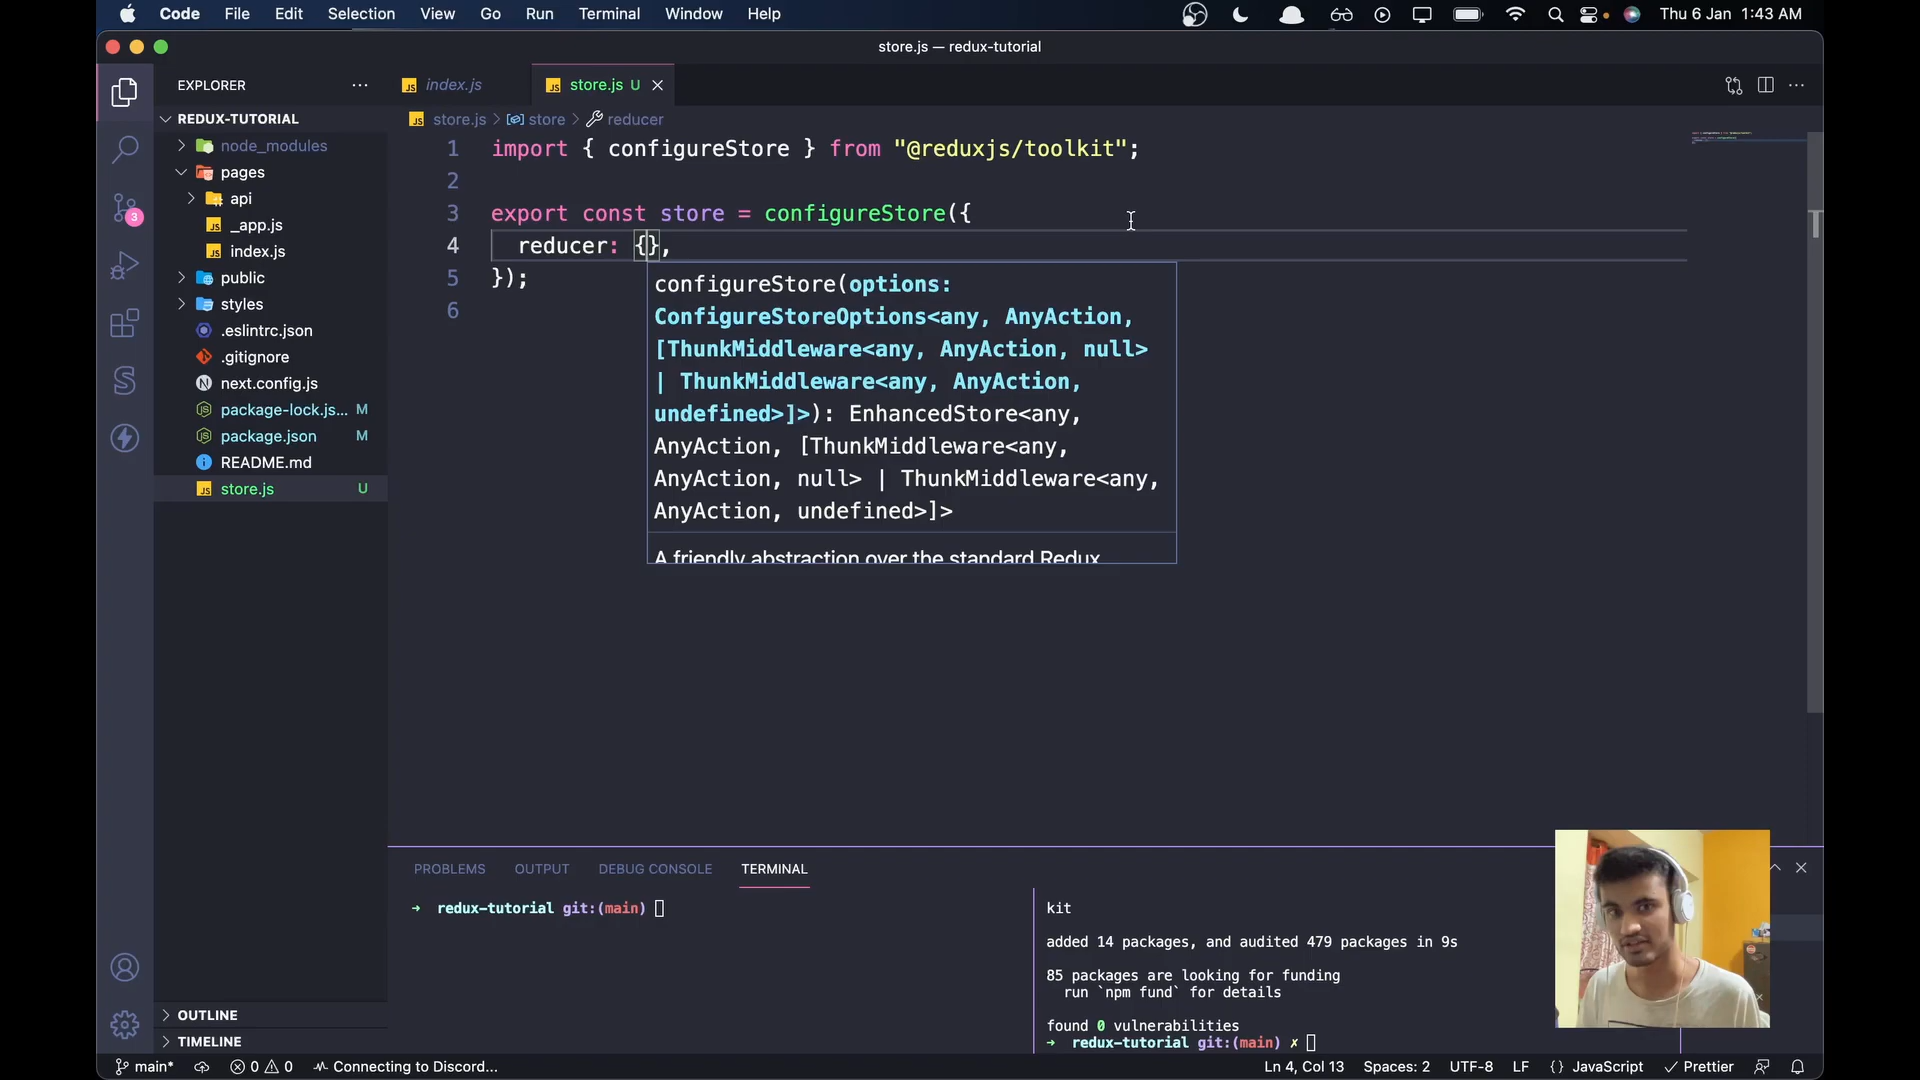 Code File Edit Selection View Go Run Terminal Window Help Thu 6 Jan 1:43 AM
store.js — redux-tutorial
EXPLORER
index.js store.js U
REDUX-TUTORIAL
store.js > store > reducer
node_modules
pages
api
_app.js
index.js
public
styles
.eslintrc.json
.gitignore
next.config.js
package-lock.js... M
package.json M
README.md
store.js U
3
1 import { configureStore } from "@reduxjs/toolkit";
2
3 export const store = configureStore({
4 reducer: {},
5 });
6
configureStore(options:
ConfigureStoreOptions<any, AnyAction,
[ThunkMiddleware<any, AnyAction, null>
| ThunkMiddleware<any, AnyAction,
undefined>]>): EnhancedStore<any,
AnyAction, [ThunkMiddleware<any,
AnyAction, null> | ThunkMiddleware<any,
AnyAction, undefined>]>
A friendly abstraction over the standard Redux
PROBLEMS OUTPUT DEBUG CONSOLE TERMINAL
➜ redux-tutorial git:(main)
kit
added 14 packages, and audited 479 packages in 9s
85 packages are looking for funding
run `npm fund` for details
found 0 vulnerabilities
➜ redux-tutorial git:(main) ✗
OUTLINE
TIMELINE
main* 0 0 Connecting to Discord... Ln 4, Col 13 Spaces: 2 UTF-8 LF {} JavaScript Prettier